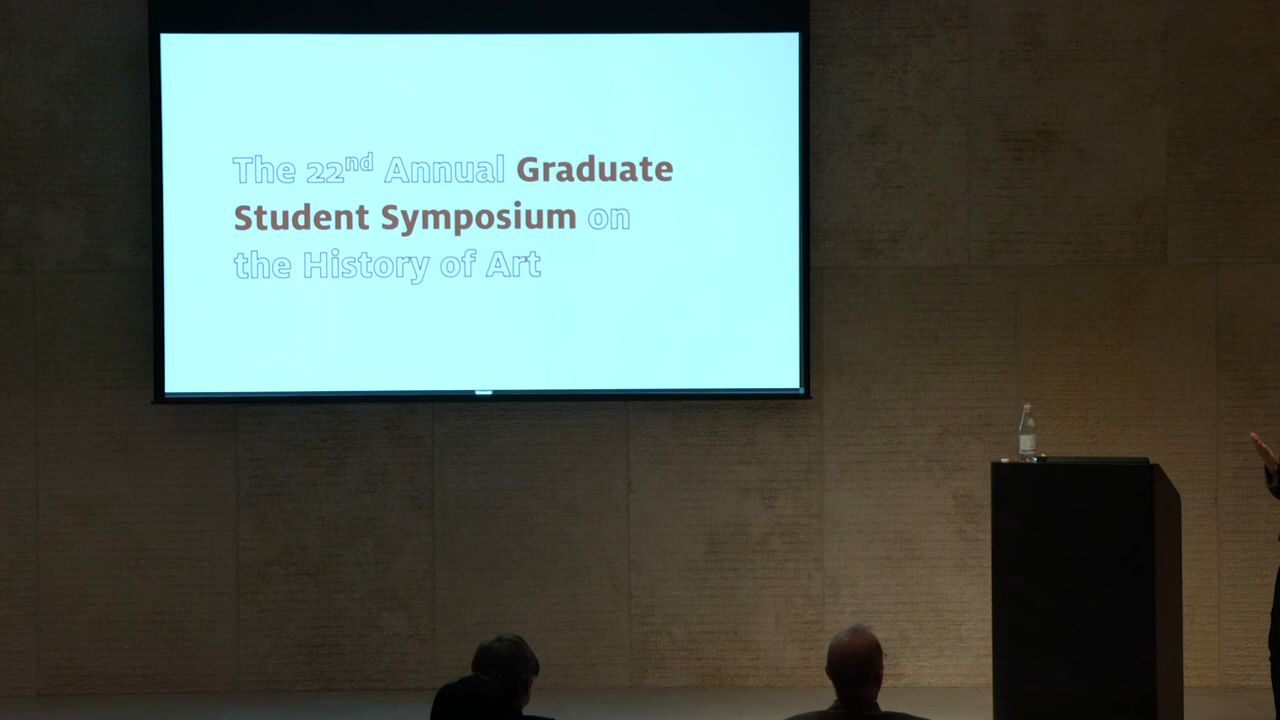 The 22nd Annual Graduate
Student Symposium on
the History of Art